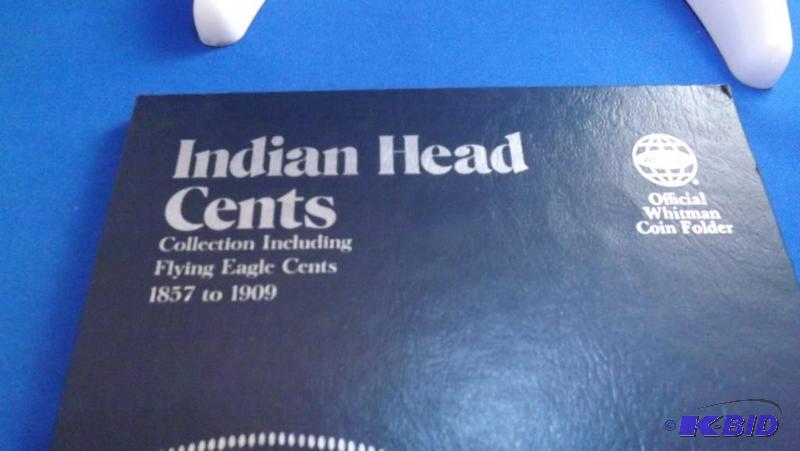 Indian Head
Cents
Collection Including
Flying Eagle Cents
1857 to 1909
Official
Whitman
Coin Folder
© K-BID